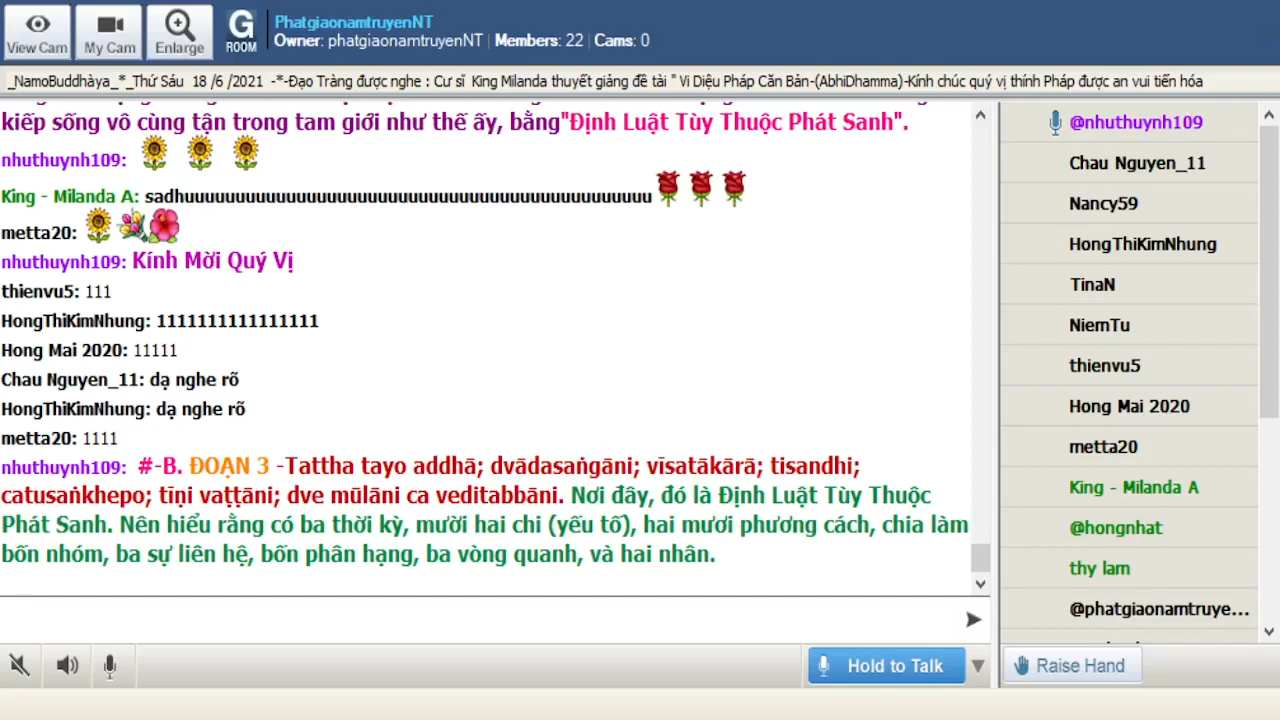 View Cam
My Cam
Enlarge
G
ROOM
PhatgiaonamtruyenNT
Owner: phatgiaonamtruyenNT | Members: 22 | Cams: 0
_NamoBuddhàya_*_Thứ Sáu 18 /6 /2021 -*-Đạo Tràng được nghe : Cư sĩ King Milanda thuyết giảng đề tài " Vi Diệu Pháp Căn Bản-(AbhiDhamma)-Kính chúc quý vị thính Pháp được an vui tiến hóa
kiếp sống vô cùng tận trong tam giới như thế ấy, bằng"Định Luật Tùy Thuộc Phát Sanh".
nhuthuynh109:
King - Milanda A: sadhuuuuuuuuuuuuuuuuuuuuuuuuuuuuuuuuuuuuuuuuuuuuuuu
metta20:
nhuthuynh109: Kính Mời Quý Vị
thienvu5: 111
HongThiKimNhung: 1111111111111111
Hong Mai 2020: 11111
Chau Nguyen_11: dạ nghe rõ
HongThiKimNhung: dạ nghe rõ
metta20: 1111
nhuthuynh109: #-B. ĐOẠN 3 -Tattha tayo addhā; dvādasaṅgāni; vīsatākārā; tisandhi;
catusaṅkhepo; tīṇi vaṭṭāni; dve mūlāni ca veditabbāni. Nơi đây, đó là Định Luật Tùy Thuộc
Phát Sanh. Nên hiểu rằng có ba thời kỳ, mười hai chi (yếu tố), hai mươi phương cách, chia làm
bốn nhóm, ba sự liên hệ, bốn phân hạng, ba vòng quanh, và hai nhân.
@nhuthuynh109
Chau Nguyen_11
Nancy59
HongThiKimNhung
TinaN
NiemTu
thienvu5
Hong Mai 2020
metta20
King - Milanda A
@hongnhat
thy lam
@phatgiaonamtruye...
Hold to Talk
Raise Hand